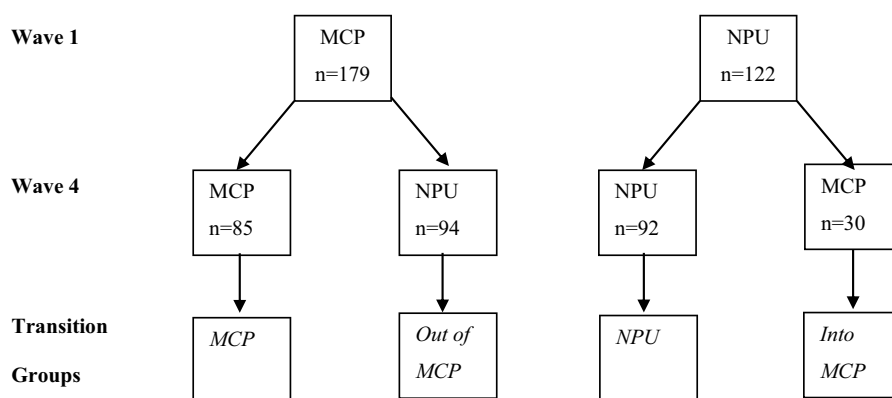 Wave 1
MCP
n=179
NPU
n=122
Wave 4
MCP
n=85
NPU
n=94
NPU
n=92
MCP
n=30
Transition
Groups
MCP
Out of
MCP
NPU
Into
MCP